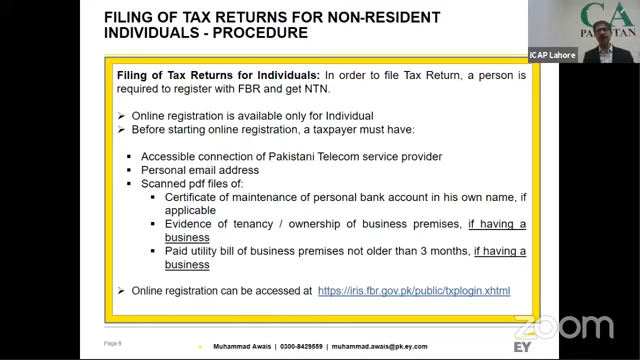 FILING OF TAX RETURNS FOR NON-RESIDENT
INDIVIDUALS - PROCEDURE
CA
PAKISTAN
ICAP Lahore
Filing of Tax Returns for Individuals: In order to file Tax Return, a person is
required to register with FBR and get NTN.
➢ Online registration is available only for Individual
➢ Before starting online registration, a taxpayer must have:
▪ Accessible connection of Pakistani Telecom service provider
▪ Personal email address
▪ Scanned pdf files of:
▪ Certificate of maintenance of personal bank account in his own name, if
applicable
▪ Evidence of tenancy / ownership of business premises, if having a
business
▪ Paid utility bill of business premises not older than 3 months, if having a
business
➢ Online registration can be accessed at https://iris.fbr.gov.pk/public/txplogin.xhtml
Page 9
➢ Muhammad Awais | 0300-8429559 | muhammad.awais@pk.ey.com
EY
zoom